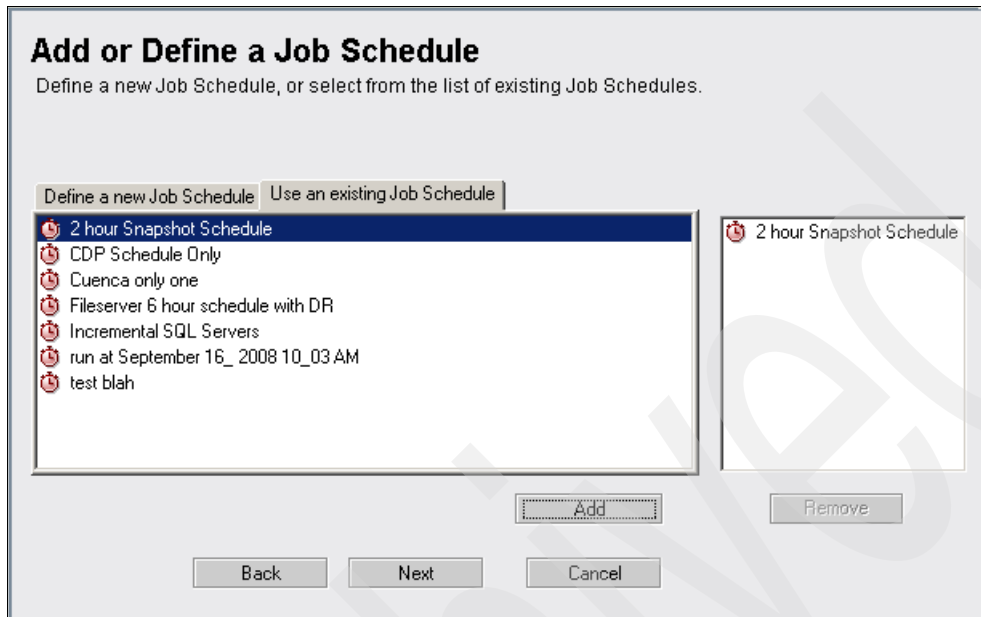 Add or Define a Job Schedule
Define a new Job Schedule, or select from the list of existing Job Schedules.
Define a new Job Schedule Use an existing Job Schedule
2 hour Snapshot Schedule
CDP Schedule Only
Cuenca only one
Fileserver 6 hour schedule with DR
Incremental SQL Servers
run at September 16_ 2008 10_03 AM
test blah
2 hour Snapshot Schedule
Add
Remove
Back Next Cancel